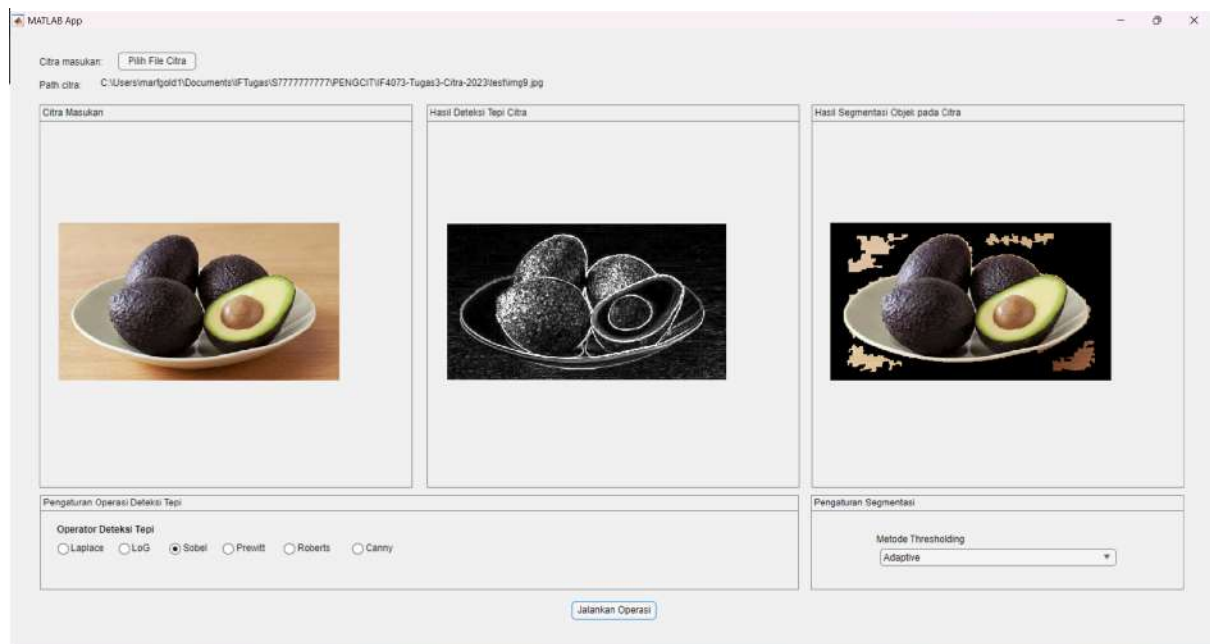 MATLAB App
Citra masukan: Pilih File Citra
Path citra: C:\Users\marfgold1\Documents\IFTugas\S7777777777\PENGCIT\IF4073-Tugas3-Citra-2023\test\img9.jpg
Citra Masukan
Hasil Deteksi Tepi Citra
Hasil Segmentasi Objek pada Citra
Pengaturan Operasi Deteksi Tepi
Pengaturan Segmentasi
Operator Deteksi Tepi
Laplace LoG Sobel Prewitt Roberts Canny
Metode Thresholding
Adaptive
Jalankan Operasi